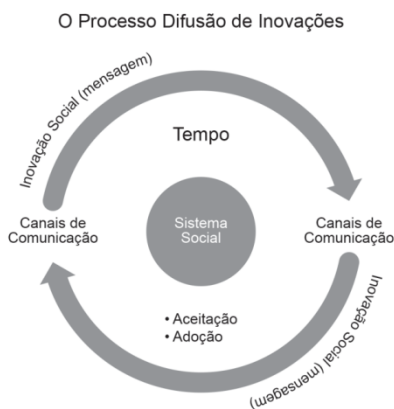 O Processo Difusão de Inovações
Inovação Social (mensagem)
Tempo
Canais de
Comunicação
Sistema
Social
Canais de
Comunicação
• Aceitação
• Adoção
Inovação Social (mensagem)